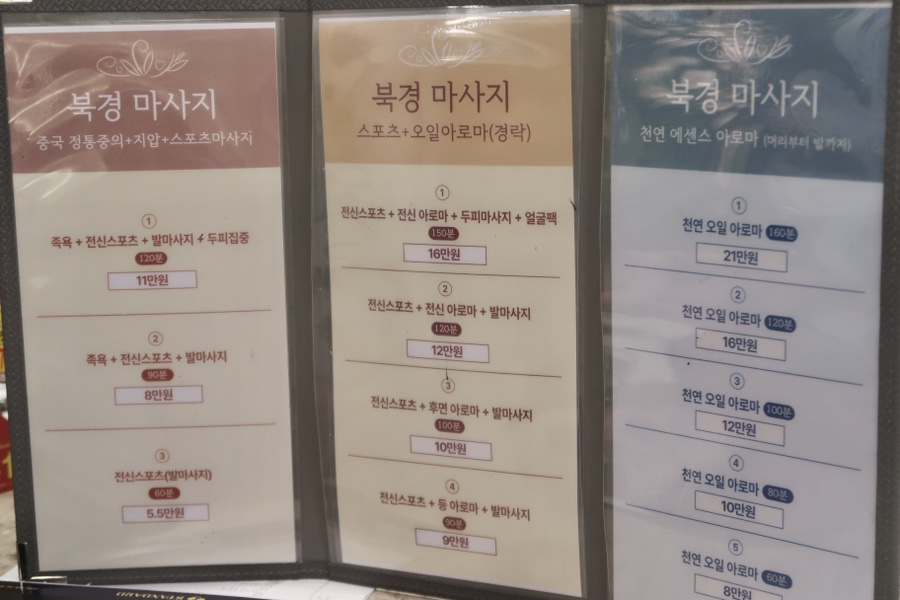 북경 마사지
중국 정통중의+지압+스포츠마사지
①
족욕 + 전신스포츠 + 발마사지 + 두피집중
120분
11만원
②
족욕 + 전신스포츠 + 발마사지
90분
8만원
③
전신스포츠(발마사지)
60분
5.5만원
북경 마사지
스포츠+오일아로마(경락)
①
전신스포츠 + 전신 아로마 + 두피마사지 + 얼굴팩
150분
16만원
②
전신스포츠 + 전신 아로마 + 발마사지
120분
12만원
③
전신스포츠 + 후면 아로마 + 발마사지
100분
10만원
④
전신스포츠 + 등 아로마 + 발마사지
90분
9만원
북경 마사지
천연 에센스 아로마 (머리부터 발까지)
①
천연 오일 아로마 160분
21만원
②
천연 오일 아로마 120분
16만원
③
천연 오일 아로마 100분
12만원
④
천연 오일 아로마 80분
10만원
⑤
천연 오일 아로마 60분
8만원
STANDARD